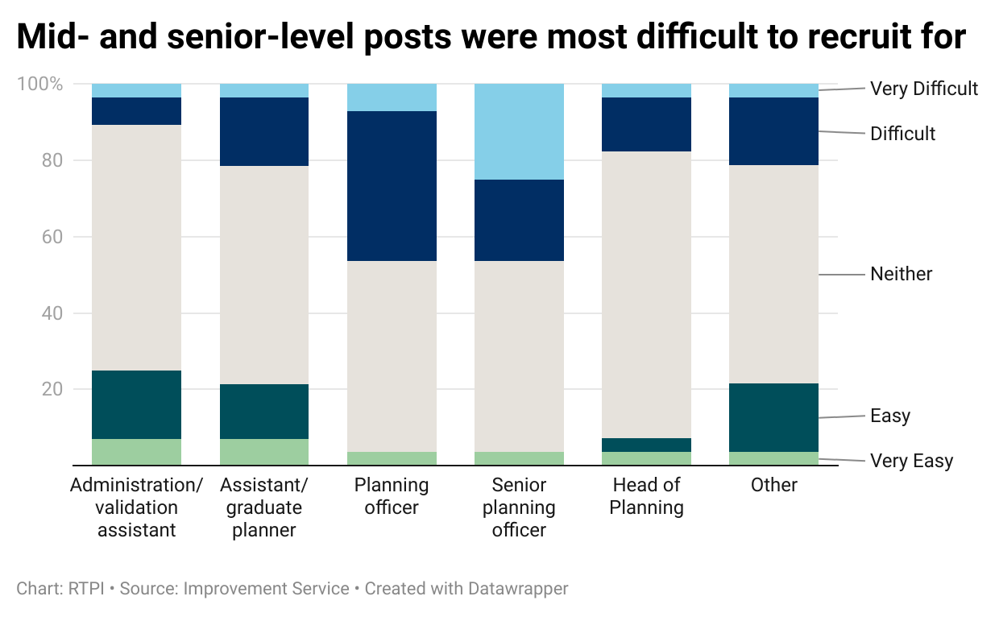 Mid- and senior-level posts were most difficult to recruit for
100%
80
60
40
20
Very Difficult
Difficult
Neither
Easy
Very Easy
Administration/
validation
assistant
Assistant/
graduate
planner
Planning
officer
Senior
planning
officer
Head of
Planning
Other
Chart: RTPI • Source: Improvement Service • Created with Datawrapper